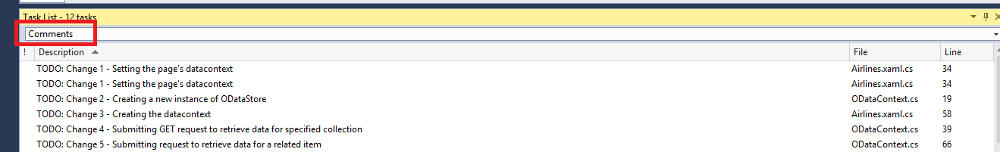 Task List - 12 tasks
Comments
! Description File Line
TODO: Change 1 - Setting the page's datacontext Airlines.xaml.cs 34
TODO: Change 1 - Setting the page's datacontext Airlines.xaml.cs 34
TODO: Change 2 - Creating a new instance of ODataStore ODataContext.cs 19
TODO: Change 3 - Creating the datacontext Airlines.xaml.cs 58
TODO: Change 4 - Submitting GET request to retrieve data for specified collection ODataContext.cs 39
TODO: Change 5 - Submitting request to retrieve data for a related item ODataContext.cs 66